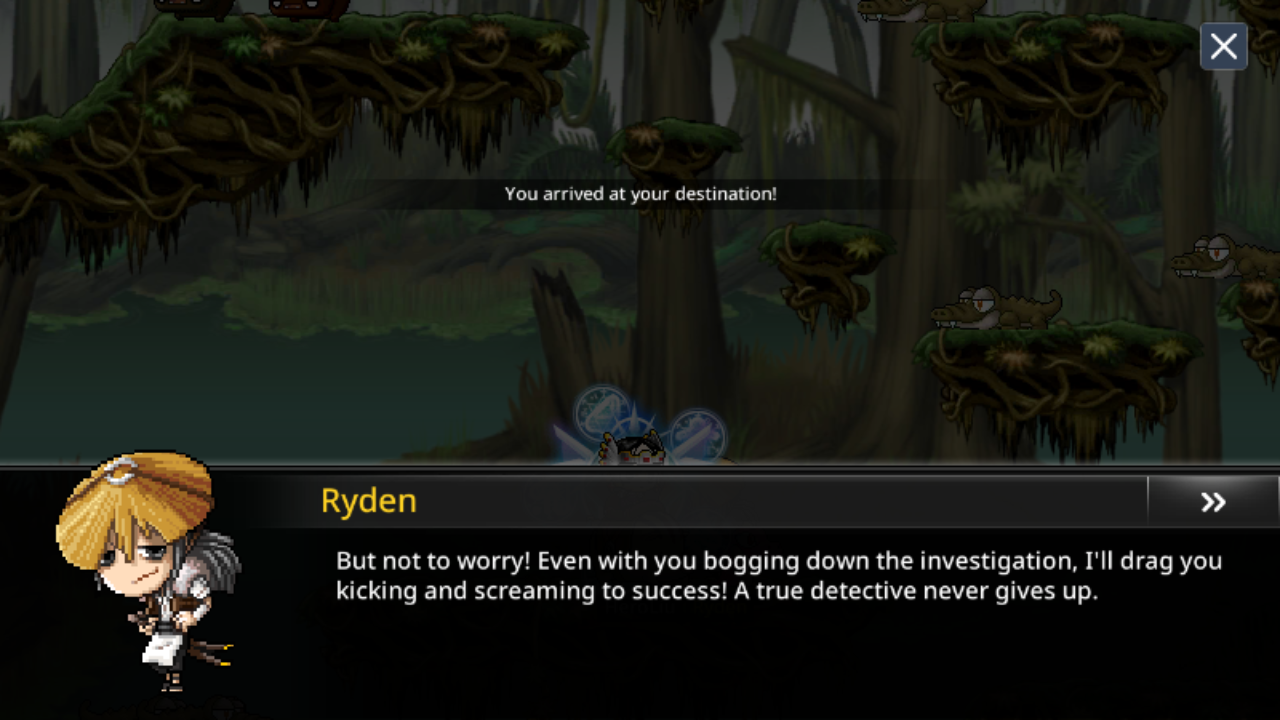 You arrived at your destination!
Ryden
But not to worry! Even with you bogging down the investigation, I'll drag you
kicking and screaming to success! A true detective never gives up.